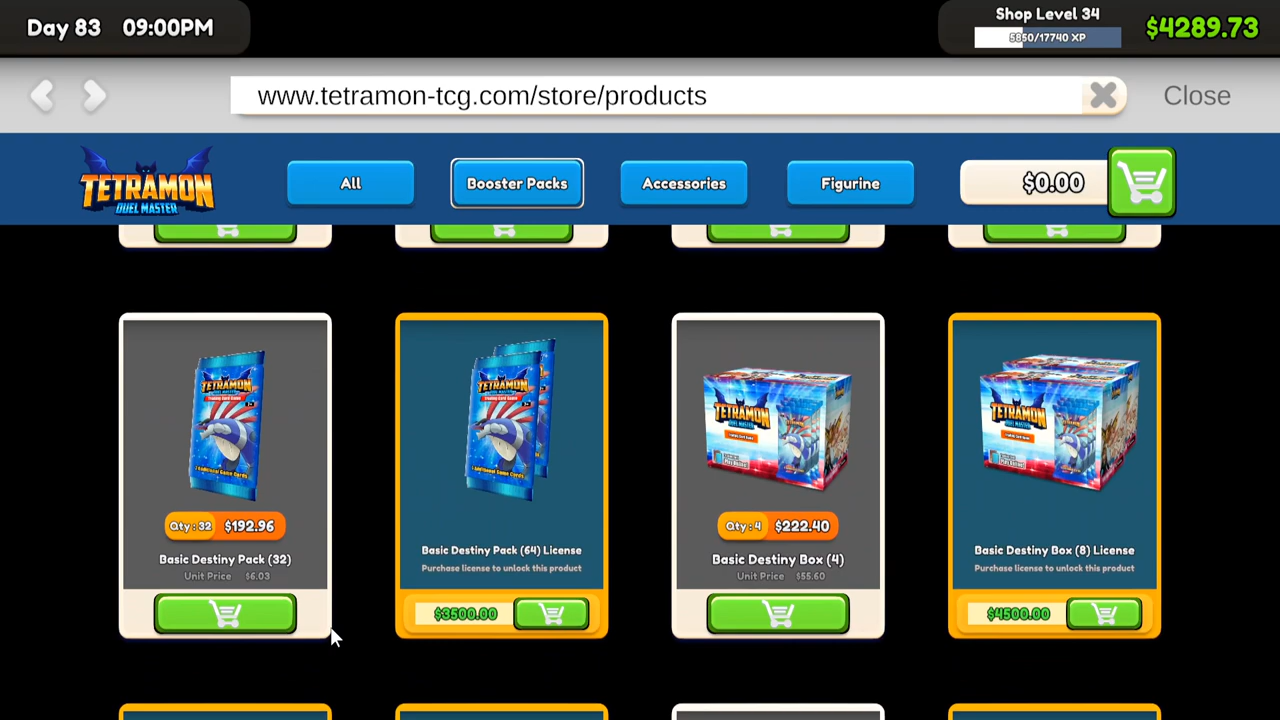 Day 83 09:00PM
Shop Level 34
5850/17740 XP
$4289.73
www.tetramon-tcg.com/store/products
Close
TETRAMON
DUEL MASTER
All
Booster Packs
Accessories
Figurine
$0.00
TETRAMON
TETRAMON
TETRAMON
TETRAMON
Qty : 32 $192.96
Basic Destiny Pack (32)
Unit Price $6.03
Basic Destiny Pack (64) License
Purchase license to unlock this product
Qty : 4 $222.40
Basic Destiny Box (4)
Unit Price $55.60
Basic Destiny Box (8) License
Purchase license to unlock this product
$3500.00
$4500.00